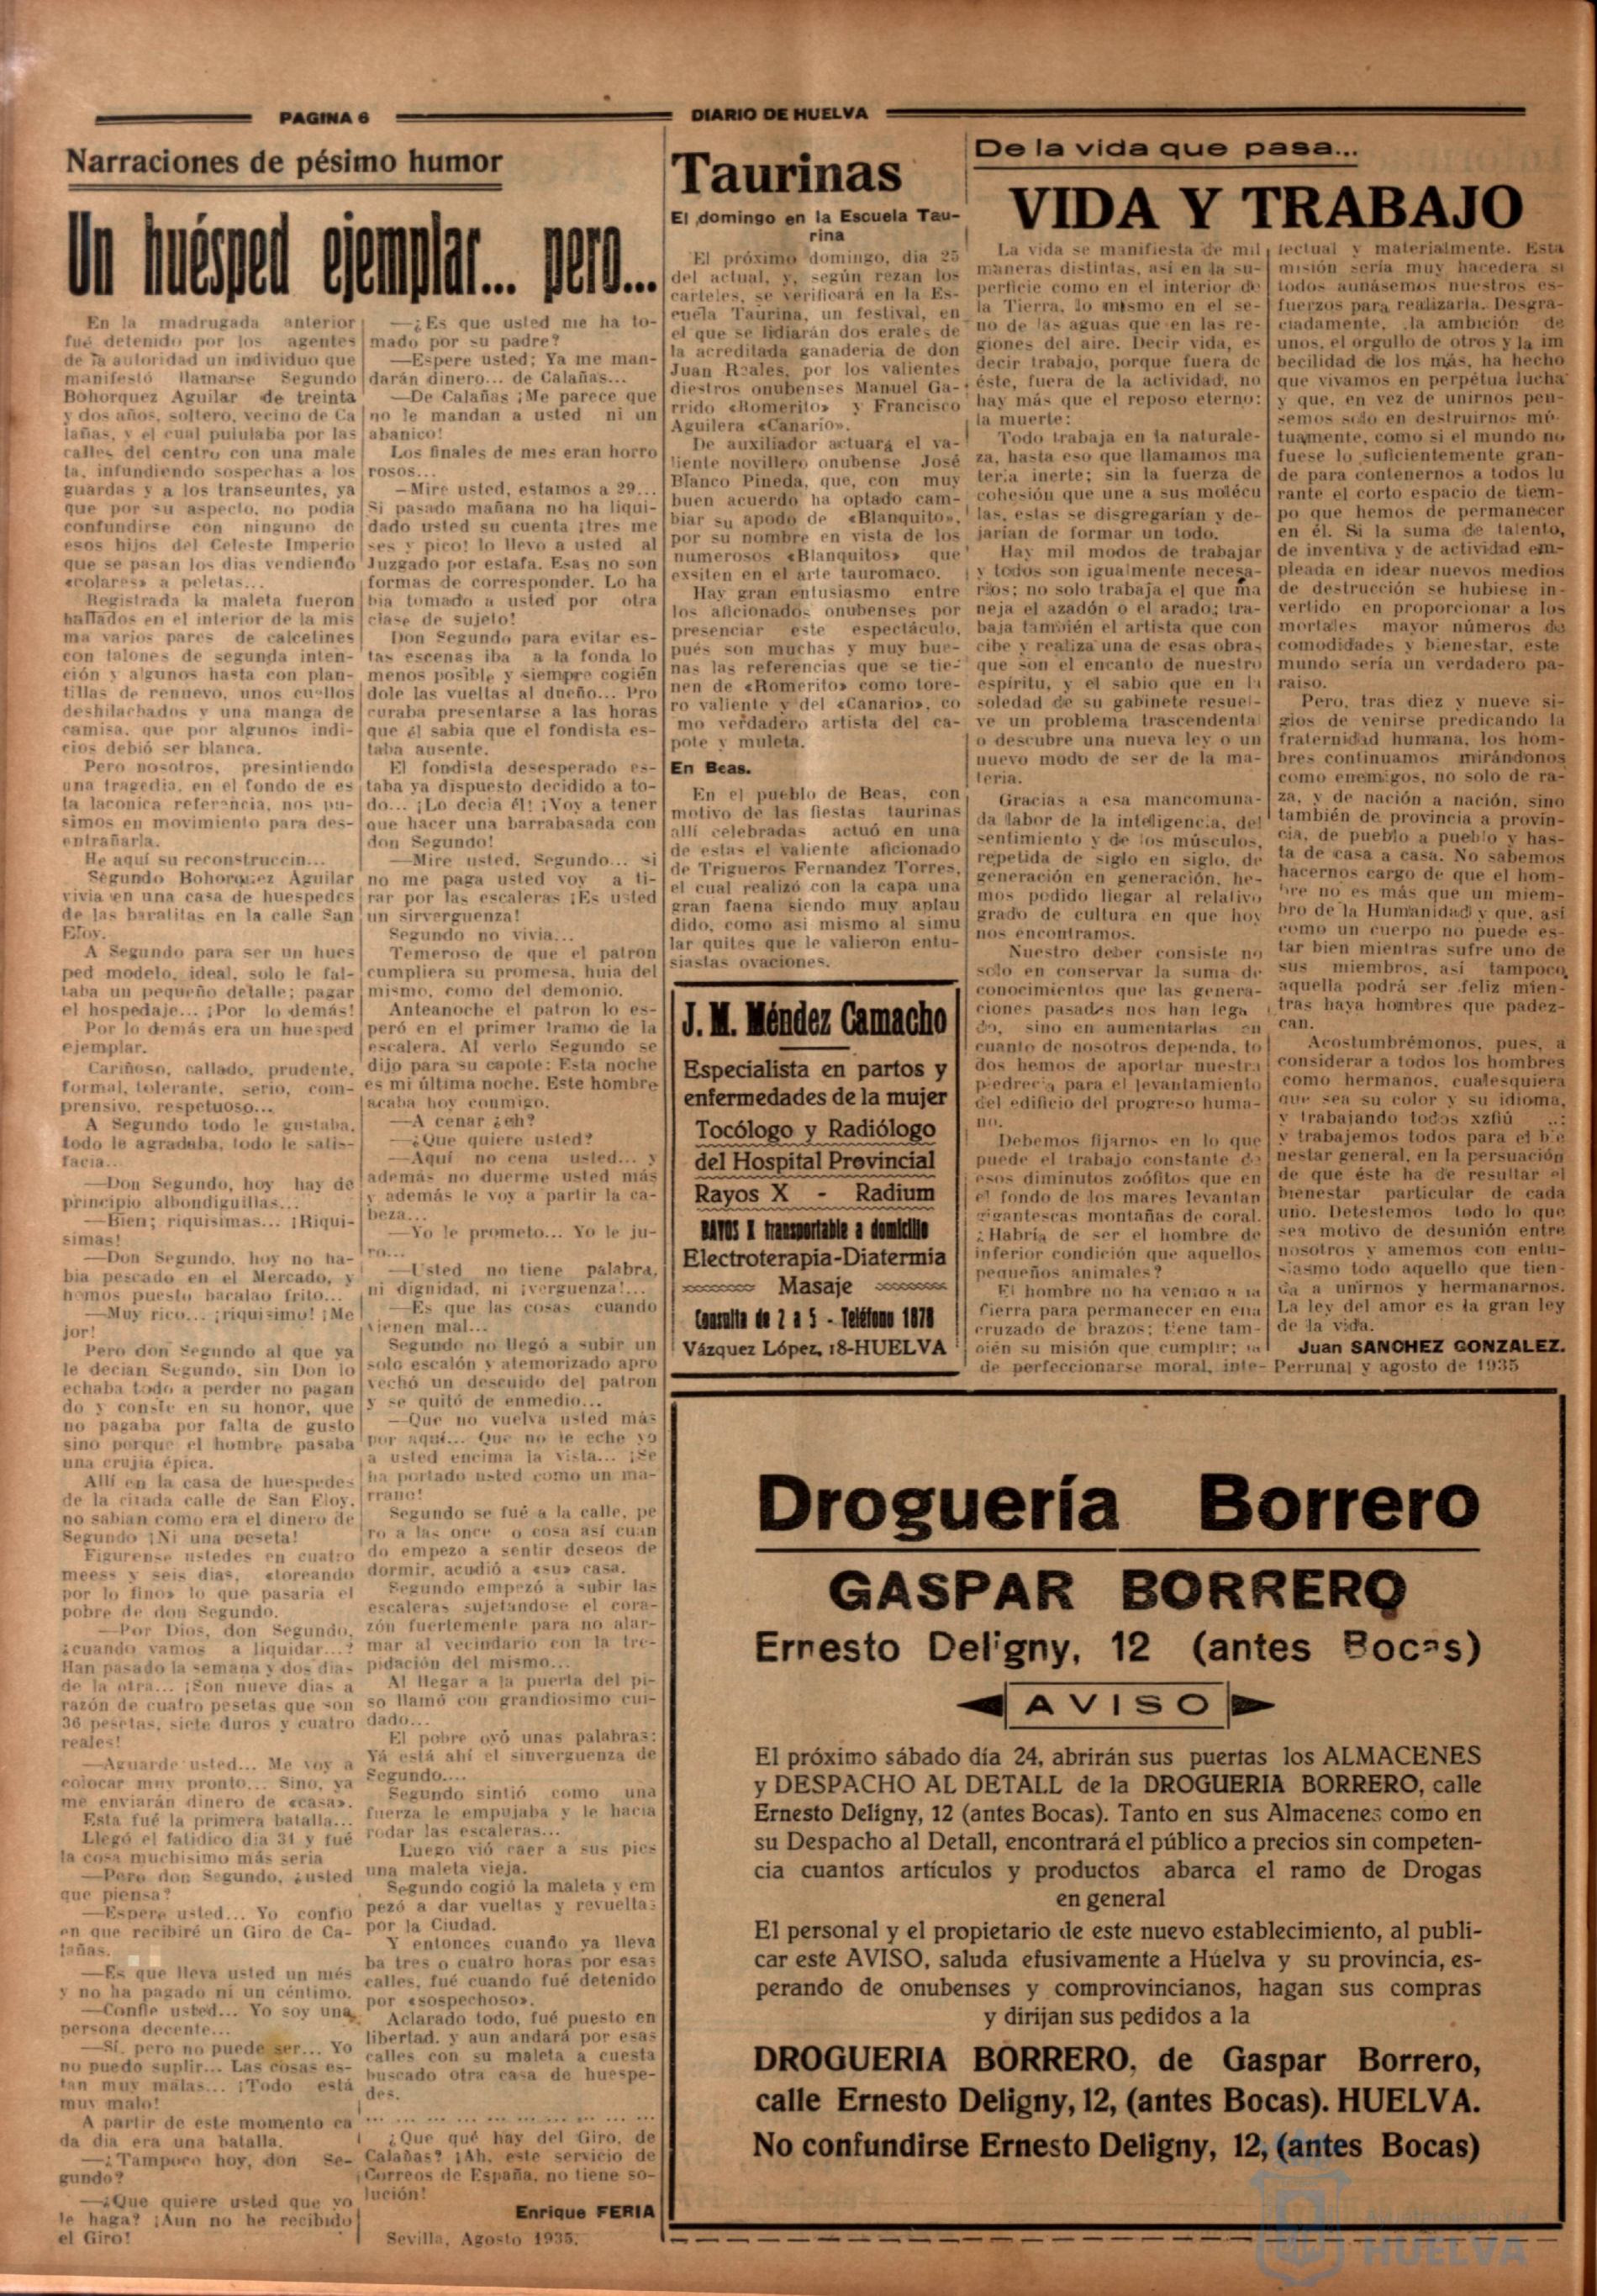 PAGINA 6
DIARIO DE HUELVA
Narraciones de pésimo humor
Un huésped ejemplar... pero...
En la madrugada anterior
fué detenido por los agentes
de la autoridad un individuo que
manifestó llamarse Segundo
Bohorquez Aguilar de treinta
y dos años, soltero, vecino de Ca
lañas, y el cual pululaba por las
calles del centro con una male
ta, infundiendo sospechas a los
guardas y a los transeuntes, ya
que por su aspecto, no podia
confundirse con ninguno de
esos hijos del Celeste Imperio
que se pasan los dias vendiendo
«colares» a peletas...
Registrada la maleta fueron
hallados en el interior de la mis
ma varios pares de calcetines
con talones de segunda inten-
ción y algunos hasta con plan-
tillas de renuevo, unos cuellos
deshilachados y una manga de
camisa, que por algunos indi-
cios debió ser blanca.
Pero nosotros, presintiendo
una tragedia, en el fondo de es
ta laconica referencia, nos pu-
simos en movimiento para des-
entrañarla.
He aquí su reconstruccin...
Segundo Bohorquez Aguilar
vivia en una casa de huespedes
de las baratitas en la calle San
Eloy.
A Segundo para ser un hues
ped modelo, ideal, solo le fal-
taba un pequeño detalle; pagar
el hospedaje... ¡Por lo demás!
Por lo demás era un huesped
ejemplar.
Cariñoso, callado, prudente,
formal, tolerante, serio, com-
prensivo, respetuoso...
A Segundo todo le gustaba,
todo le agradaba, todo le satis-
facia..
—Don Segundo, hoy hay de
principio albondiguillas...
—Bien; riquisimas... ¡Riqui-
simas!
—Don Segundo, hoy no ha-
bia pescado en el Mercado, y
hemos puesto bacalao frito...
—Muy rico... ¡riquisimo! ¡Me
jor!
Pero don Segundo al que ya
le decian Segundo, sin Don lo
echaba todo a perder no pagan
do y conste en su honor, que
no pagaba por falta de gusto
sino porque el hombre pasaba
una crujia épica.
Allí en la casa de huespedes
de la citada calle de San Eloy,
no sabian como era el dinero de
Segundo ¡Ni una peseta!
Figurense ustedes en cuatro
meess y seis dias, «toreando
por lo fino» lo que pasaria el
pobre de don Segundo.
—Por Dios, don Segundo,
¿cuando vamos a liquidar...?
Han pasado la semana y dos dias
de la otra... ¡Son nueve dias a
razón de cuatro pesetas que son
36 pesetas, siete duros y cuatro
reales!
—Aguarde usted... Me voy a
colocar muy pronto... Sino, ya
me enviarán dinero de «casa».
Esta fué la primera batalla...
Llegó el fatidico dia 31 y fué
la cosa muchisimo más seria
—Pero don Segundo, ¿usted
que piensa?
—Espere usted... Yo confio
en que recibiré un Giro de Ca-
lañas.
—Es que lleva usted un més
y no ha pagado ni un céntimo.
—Confie usted... Yo soy una
persona decente...
—Sí, pero no puede ser... Yo
no puedo suplir... Las cosas es-
tan muy malas... ¡Todo está
muy malo!
A partir de este momento ca
da dia era una batalla.
—¿Tampoco hoy, don Se-
gundo?
—¿Que quiere usted que yo
le haga? ¡Aun no he recibido
el Giro!
—¿Es que usted me ha to-
mado por su padre?
—Espere usted; Ya me man-
darán dinero... de Calañas...
—De Calañas ¡Me parece que
no le mandan a usted ni un
abanico!
Los finales de mes eran horro
rosos...
—Mire usted, estamos a 29...
Si pasado mañana no ha liqui-
dado usted su cuenta ¡tres me
ses y pico! lo llevo a usted al
Juzgado por estafa. Esas no son
formas de corresponder. Lo ha
bia tomado a usted por otra
clase de sujeto!
Don Segundo para evitar es-
tas escenas iba a la fonda lo
menos posible y siempre cogién
dole las vueltas al dueño... Pro
curaba presentarse a las horas
que él sabia que el fondista es-
taba ausente.
El fondista desesperado es-
taba ya dispuesto decidido a to-
do... ¡Lo decia él! ¡Voy a tener
que hacer una barrabasada con
don Segundo!
—Mire usted, Segundo... si
no me paga usted voy a ti-
rar por las escaleras ¡Es usted
un sirverguenza!
Segundo no vivia...
Temeroso de que el patron
cumpliera su promesa, huia del
mismo, como del demonio.
Anteanoche el patron lo es-
peró en el primer tramo de la
escalera. Al verlo Segundo se
dijo para su capote: Esta noche
es mi última noche. Este hombre
acaba hoy conmigo.
—A cenar ¿eh?
—¿Que quiere usted?
—Aquí no cena usted... y
además no duerme usted más
y además le voy a partir la ca-
beza...
—Yo le prometo... Yo le ju-
ro...
—Usted no tiene palabra,
ni dignidad, ni ¡verguenza!...
—Es que las cosas cuando
vienen mal...
Segundo no llegó a subir un
solo escalón y atemorizado apro
vechó un descuido del patron
y se quitó de enmedio...
—Que no vuelva usted más
por aquí... Que no le eche yo
a usted encima la vista... ¡Se
ha portado usted como un ma-
rrano!
Segundo se fué a la calle, pe
ro a las once o cosa así cuan
do empezo a sentir deseos de
dormir, acudió a «su» casa.
Segundo empezó a subir las
escaleras sujetandose el cora-
zón fuertemente para no alar-
mar al vecindario con la tre-
pidación del mismo...
Al llegar a la puerta del pi-
so llamó con grandiosimo cui-
dado...
El pobre oyó unas palabras:
Yá está ahí el sinverguenza de
Segundo....
Segundo sintió como una
fuerza le empujaba y le hacia
rodar las escaleras...
Luego vió caer a sus pies
una maleta vieja.
Segundo cogió la maleta y em
pezó a dar vueltas y revueltas
por la Ciudad.
Y entonces cuando ya lleva
ba tres o cuatro horas por esas
calles, fué cuando fué detenido
por «sospechoso».
Aclarado todo, fué puesto en
libertad, y aun andará por esas
calles con su maleta a cuesta
buscado otra casa de huespe-
des.
... ... ... ... ... ... ... ... ... ... ...
¿Que qué hay del Giro, de
Calañas? ¡Ah, este servicio de
Correos de España, no tiene so-
lución!
Enrique FERIA
Sevilla, Agosto 1935.
Taurinas
El domingo en la Escuela Tau-
rina
El próximo domingo, dia 25
del actual, y, según rezan los
carteles, se verificará en la Es-
cuela Taurina, un festival, en
el que se lidiarán dos erales de
la acreditada ganaderia de don
Juan Reales, por los valientes
diestros onubenses Manuel Ga-
rrido «Romerito» y Francisco
Aguilera «Canario».
De auxiliador actuará el va-
liente novillero onubense José
Blanco Pineda, que, con muy
buen acuerdo ha optado cam-
biar su apodo de «Blanquito»,
por su nombre en vista de los
numerosos «Blanquitos» que
exsiten en el arte tauromaco.
Hay gran entusiasmo entre
los aficionados onubenses por
presenciar este espectáculo,
pués son muchas y muy bue-
nas las referencias que se tie-
nen de «Romerito» como tore-
ro valiente y del «Canario», co
mo verdadero artista del ca-
pote y muleta.
En Beas.
En el pueblo de Beas, con
motivo de las fiestas taurinas
allí celebradas actuó en una
de estas el valiente aficionado
de Trigueros Fernandez Torres,
el cual realizó con la capa una
gran faena siendo muy aplau
dido, como asi mismo al simu
lar quites que le valieron entu-
siastas ovaciones.
J. M. Méndez Camacho
Especialista en partos y
enfermedades de la mujer
Tocólogo y Radiólogo
del Hospital Provincial
Rayos X - Radium
RAYOS X transportable a domicilio
Electroterapia-Diatermia
Masaje
Consulta de 2 a 5 - Teléfono 1878
Vázquez López, 18-HUELVA
De la vida que pasa...
VIDA Y TRABAJO
La vida se manifiesta de mil
maneras distintas, así en la su-
perficie como en el interior de
la Tierra, lo mismo en el se-
no de las aguas que en las re-
giones del aire. Decir vida, es
decir trabajo, porque fuera de
éste, fuera de la actividad, no
hay más que el reposo eterno:
la muerte:
Todo trabaja en la naturale-
za, hasta eso que llamamos ma
teria inerte; sin la fuerza de
cohesión que une a sus molécu
las, estas se disgregarían y de-
jarían de formar un todo.
Hay mil modos de trabajar
y todos son igualmente necesa-
rios; no solo trabaja el que ma
neja el azadón o el arado; tra-
baja también el artista que con
cibe y realiza una de esas obras
que son el encanto de nuestro
espíritu, y el sabio que en la
soledad de su gabinete resuel-
ve un problema trascendental
o descubre una nueva ley o un
nuevo modo de ser de la ma-
teria.
Gracias a esa mancomuna-
da labor de la inteligencia, del
sentimiento y de los músculos,
repetida de siglo en siglo, de
generación en generación, he-
mos podido llegar al relativo
grado de cultura en que hoy
nos encontramos.
Nuestro deber consiste no
solo en conservar la suma de
conocimientos que las genera-
ciones pasades nos han lega
do, sino en aumentarlas en
cuanto de nosotros dependa, to
dos hemos de aportar nuestra
piedrecia para el levantamiento
del edificio del progreso huma-
no.
Debemos fijarnos en lo que
puede el trabajo constante de
esos diminutos zoófitos que en
el fondo de los mares levantan
gigantescas montañas de coral.
¿Habría de ser el hombre de
inferior condición que aquellos
pequeños animales?
El hombre no ha venido a la
tierra para permanecer en ella
cruzado de brazos; tiene tam-
bién su misión que cumplir; la
de perfeccionarse moral, inte-
lectual y materialmente. Esta
misión sería muy hacedera si
todos aunásemos nuestros es-
fuerzos para realizarla. Desgra-
ciadamente, la ambición de
unos, el orgullo de otros y la im
becilidad de los más, ha hecho
que vivamos en perpétua lucha
y que, en vez de unirnos pen-
semos solo en destruirnos mú-
tuamente, como si el mundo no
fuese lo suficientemente gran-
de para contenernos a todos lu
rante el corto espacio de tiem-
po que hemos de permanecer
en él. Si la suma de talento,
de inventiva y de actividad em-
pleada en idear nuevos medios
de destrucción se hubiese in-
vertido en proporcionar a los
mortales mayor números de
comodidades y bienestar, este
mundo sería un verdadero pa-
raiso.
Pero, tras diez y nueve si-
glos de venirse predicando la
fraternidad humana, los hom-
bres continuamos mirándonos
como enemigos, no solo de ra-
za, y de nación a nación, sino
también de provincia a provin-
cia, de pueblo a pueblo y has-
ta de casa a casa. No sabemos
hacernos cargo de que el hom-
bre no es más que un miem-
bro de la Humanidad y que, así
como un cuerpo no puede es-
tar bien mientras sufre uno de
sus miembros, así tampoco
aquella podrá ser feliz mien-
tras haya hombres que padez-
can.
Acostumbrémonos, pues, a
considerar a todos los hombres
como hermanos, cualesquiera
que sea su color y su idioma,
y trabajando todos xzfiú ..:
y trabajemos todos para el bie
nestar general, en la persuación
de que éste ha de resultar el
bienestar particular de cada
uno. Detestemos todo lo que
sea motivo de desunión entre
nosotros y amemos con entu-
siasmo todo aquello que tien-
da a unirnos y hermanarnos.
La ley del amor es la gran ley
de la vida.
Juan SANCHEZ GONZALEZ.
Perrunal y agosto de 1935
Droguería Borrero
GASPAR BORRERO
Ernesto Deligny, 12 (antes Bocas)
AVISO
El próximo sábado día 24, abrirán sus puertas los ALMACENES
y DESPACHO AL DETALL de la DROGUERIA BORRERO, calle
Ernesto Deligny, 12 (antes Bocas). Tanto en sus Almacenes como en
su Despacho al Detall, encontrará el público a precios sin competen-
cia cuantos artículos y productos abarca el ramo de Drogas
en general
El personal y el propietario de este nuevo establecimiento, al publi-
car este AVISO, saluda efusivamente a Húelva y su provincia, es-
perando de onubenses y comprovincianos, hagan sus compras
y dirijan sus pedidos a la
DROGUERIA BORRERO, de Gaspar Borrero,
calle Ernesto Deligny, 12, (antes Bocas). HUELVA.
No confundirse Ernesto Deligny, 12, (antes Bocas)
Ayuntamiento de
HUELVA